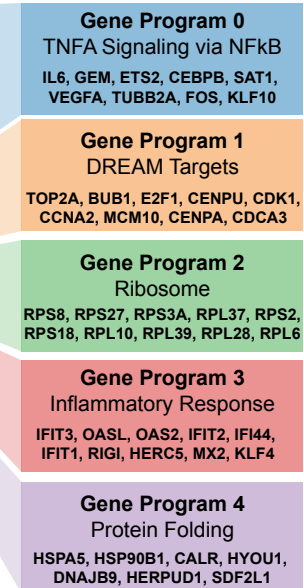 Gene Program 0
TNFA Signaling via NFkB
IL6, GEM, ETS2, CEBPB, SAT1,
VEGFA, TUBB2A, FOS, KLF10
Gene Program 1
DREAM Targets
TOP2A, BUB1, E2F1, CENPU, CDK1,
CCNA2, MCM10, CENPA, CDCA3
Gene Program 2
Ribosome
RPS8, RPS27, RPS3A, RPL37, RPS2,
RPS18, RPL10, RPL39, RPL28, RPL6
Gene Program 3
Inflammatory Response
IFIT3, OASL, OAS2, IFIT2, IFI44,
IFIT1, RIGI, HERC5, MX2, KLF4
Gene Program 4
Protein Folding
HSPA5, HSP90B1, CALR, HYOU1,
DNAJB9, HERPUD1, SDF2L1